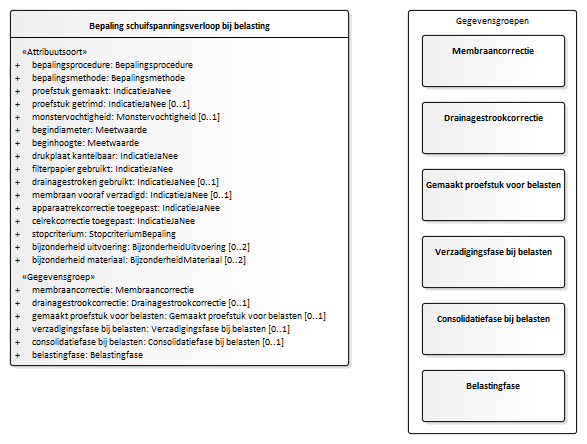 Bepaling schuifspanningsverloop bij belasting
«Attribuutsoort»
+ bepalingsprocedure: Bepalingsprocedure
+ bepalingsmethode: Bepalingsmethode
+ proefstuk gemaakt: IndicatieJaNee
+ proefstuk getrimd: IndicatieJaNee [0..1]
+ monstervochtigheid: Monstervochtigheid [0..1]
+ begindiameter: Meetwaarde
+ beginhoogte: Meetwaarde
+ drukplaat kantelbaar: IndicatieJaNee
+ filterpapier gebruikt: IndicatieJaNee
+ drainagestroken gebruikt: IndicatieJaNee [0..1]
+ membraan vooraf verzadigd: IndicatieJaNee [0..1]
+ apparaatrekcorrectie toegepast: IndicatieJaNee
+ celrekcorrectie toegepast: IndicatieJaNee
+ stopcriterium: StopcriteriumBepaling
+ bijzonderheid uitvoering: BijzonderheidUitvoering [0..2]
+ bijzonderheid materiaal: BijzonderheidMateriaal [0..2]
«Gegevensgroep»
+ membraancorrectie: Membraancorrectie
+ drainagestrookcorrectie: Drainagestrookcorrectie [0..1]
+ gemaakt proefstuk voor belasten: Gemaakt proefstuk voor belasten [0..1]
+ verzadigingsfase bij belasten: Verzadigingsfase bij belasten [0..1]
+ consolidatiefase bij belasten: Consolidatiefase bij belasten [0..1]
+ belastingfase: Belastingfase
Gegevensgroepen
Membraancorrectie
Drainagestrookcorrectie
Gemaakt proefstuk voor belasten
Verzadigingsfase bij belasten
Consolidatiefase bij belasten
Belastingfase